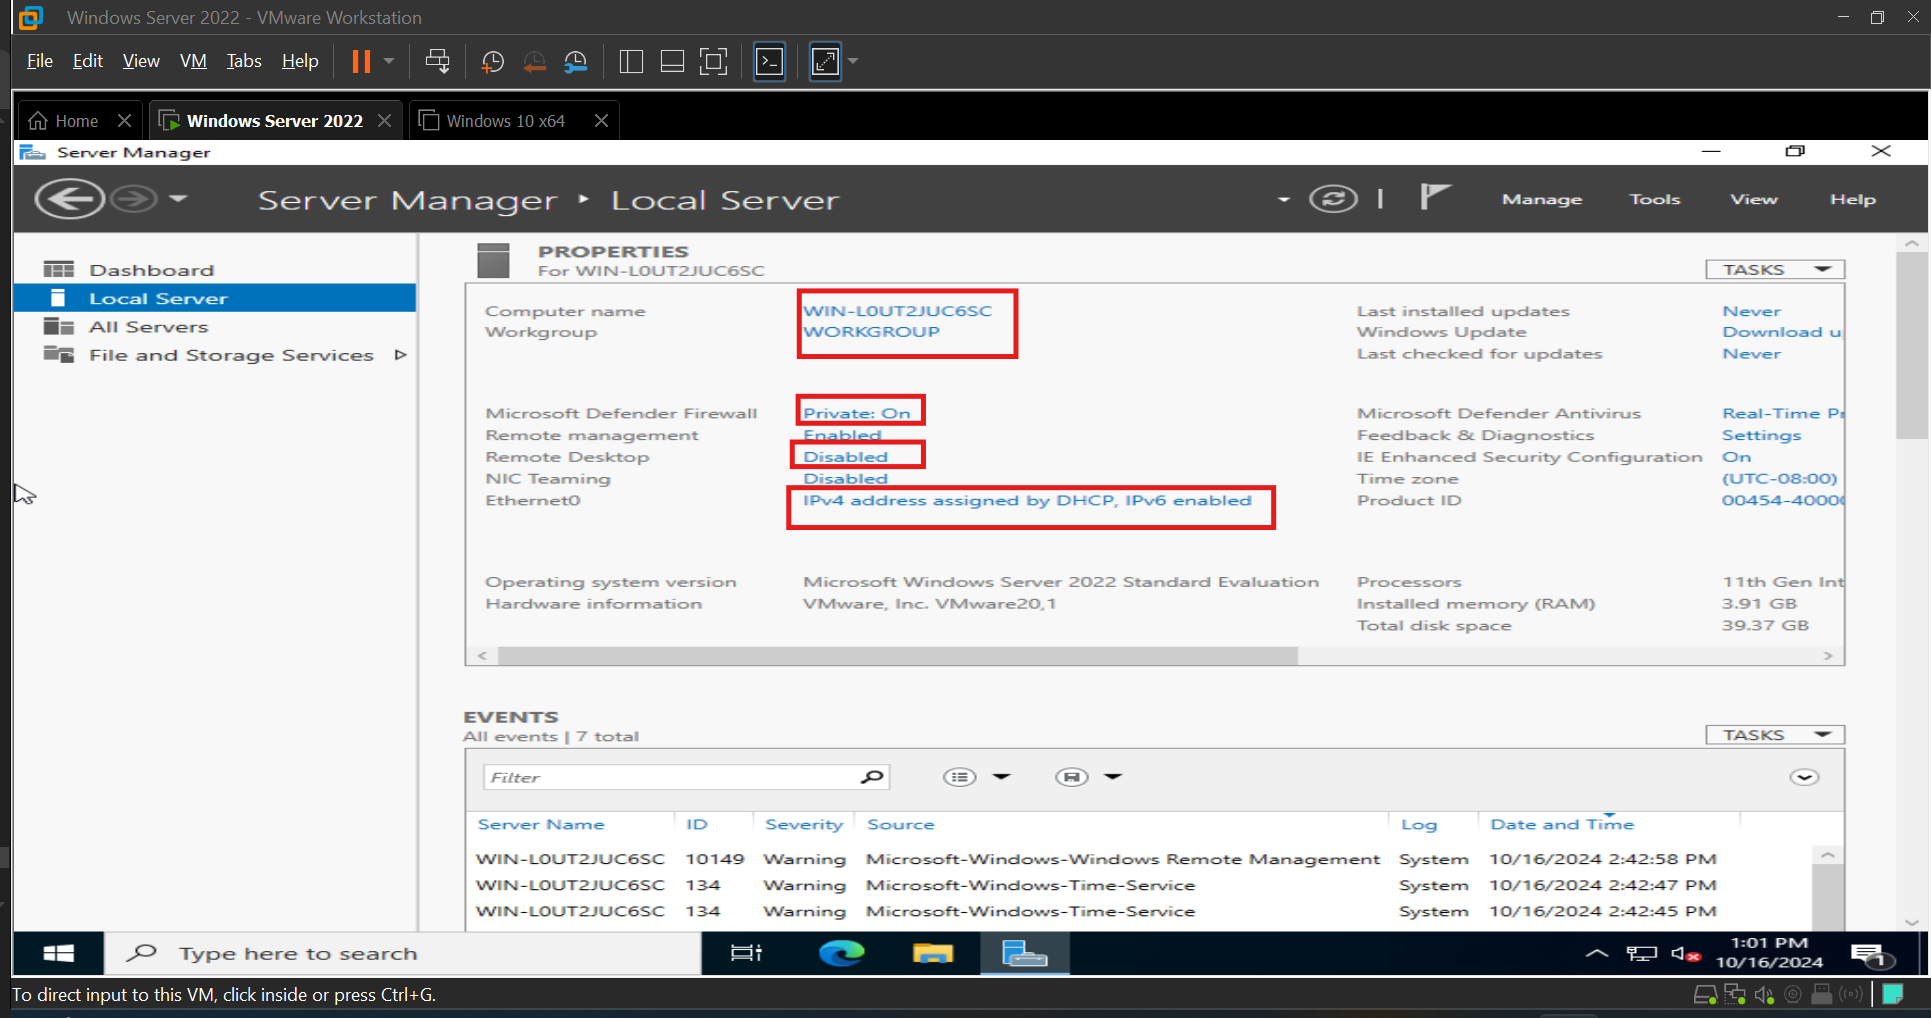 Windows Server 2022 - VMware Workstation
File Edit View VM Tabs Help
Home Windows Server 2022 Windows 10 x64
Server Manager
Server Manager Local Server Manage Tools View Help
Dashboard
Local Server
All Servers
File and Storage Services
PROPERTIES
For WIN-L0UT2JUC6SC
TASKS
Computer name WIN-L0UT2JUC6SC Last installed updates Never
Workgroup WORKGROUP Windows Update Download u
Last checked for updates Never
Microsoft Defender Firewall Private: On Microsoft Defender Antivirus Real-Time Pr
Remote management Enabled Feedback & Diagnostics Settings
Remote Desktop Disabled IE Enhanced Security Configuration On
NIC Teaming Disabled Time zone (UTC-08:00)
Ethernet0 IPv4 address assigned by DHCP, IPv6 enabled Product ID 00454-4000
Operating system version Microsoft Windows Server 2022 Standard Evaluation Processors 11th Gen Int
Hardware information VMware, Inc. VMware20,1 Installed memory (RAM) 3.91 GB
Total disk space 39.37 GB
EVENTS
All events | 7 total
TASKS
Filter
Server Name ID Severity Source Log Date and Time
WIN-L0UT2JUC6SC 10149 Warning Microsoft-Windows-Windows Remote Management System 10/16/2024 2:42:58 PM
WIN-L0UT2JUC6SC 134 Warning Microsoft-Windows-Time-Service System 10/16/2024 2:42:47 PM
WIN-L0UT2JUC6SC 134 Warning Microsoft-Windows-Time-Service System 10/16/2024 2:42:45 PM
Type here to search
1:01 PM
10/16/2024
1
To direct input to this VM, click inside or press Ctrl+G.